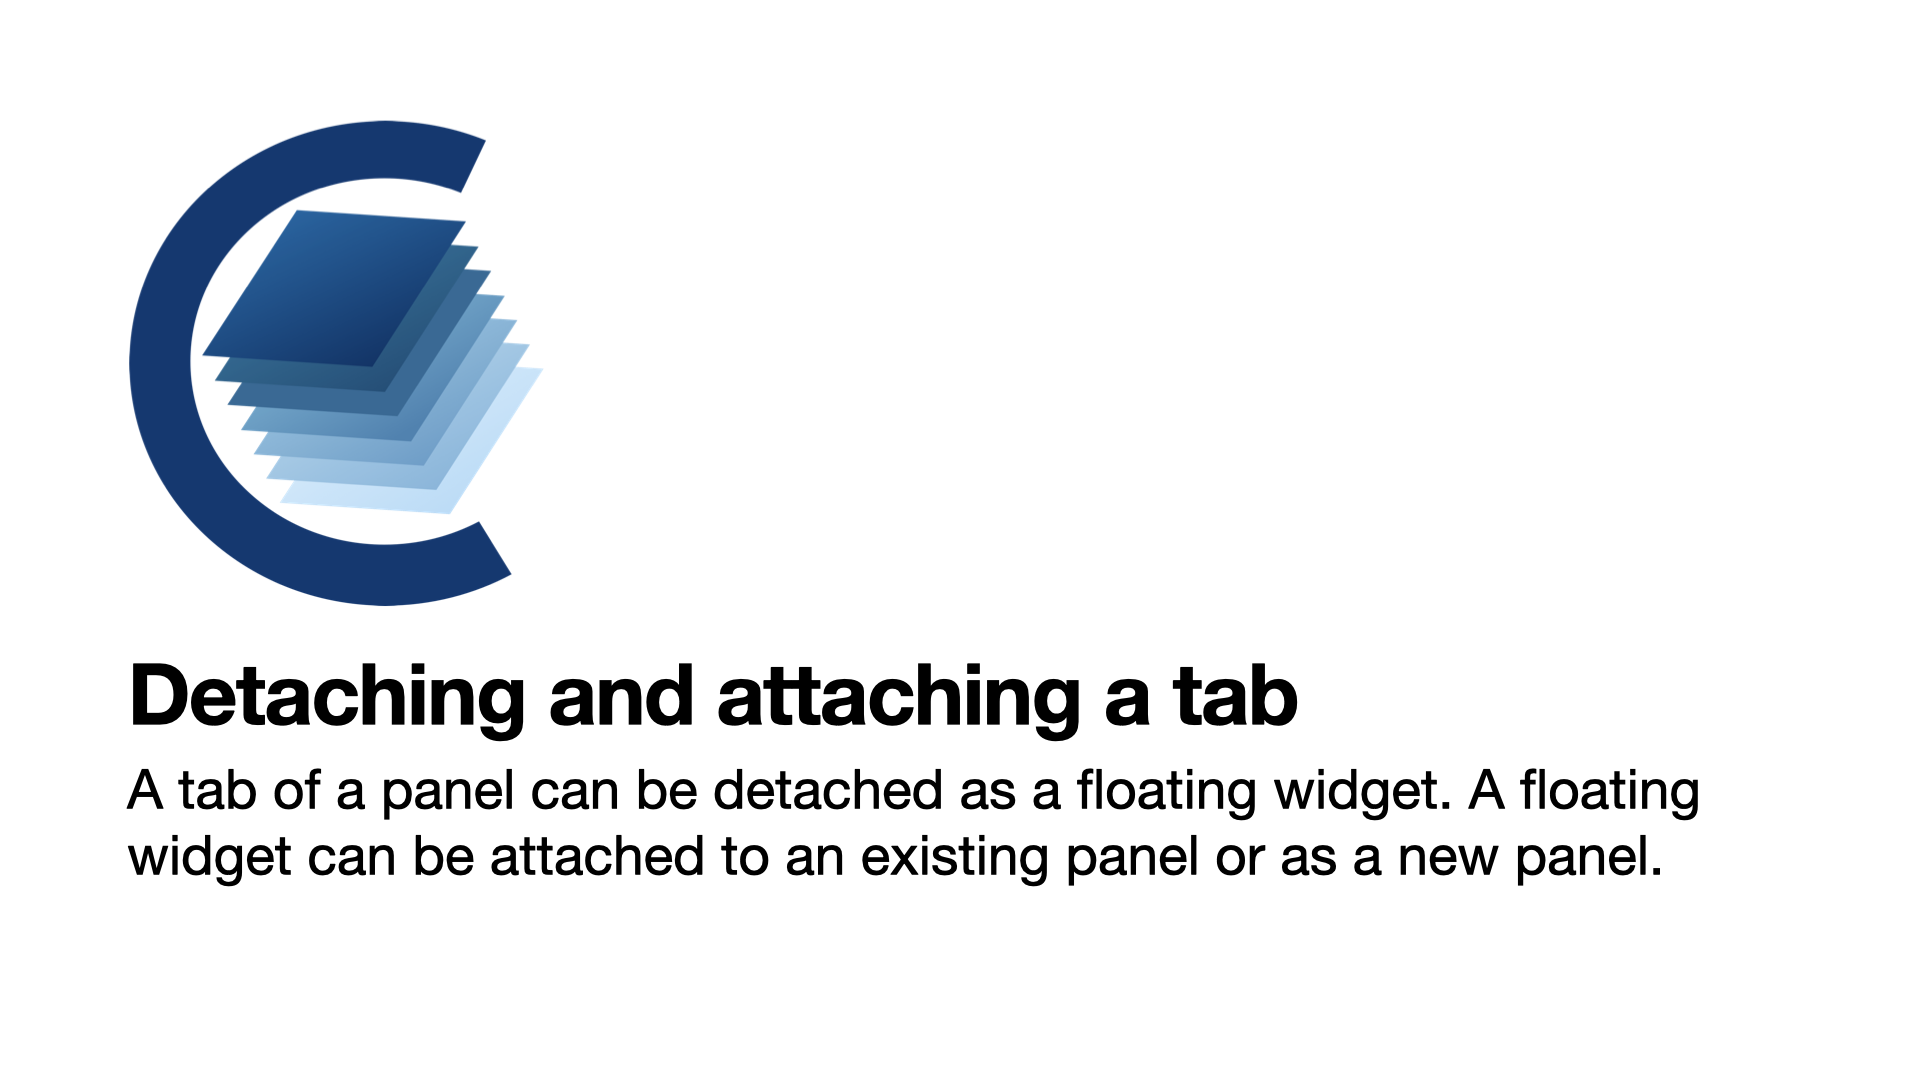 Detaching and attaching a tab
A tab of a panel can be detached as a floating widget. A floating
widget can be attached to an existing panel or as a new panel.